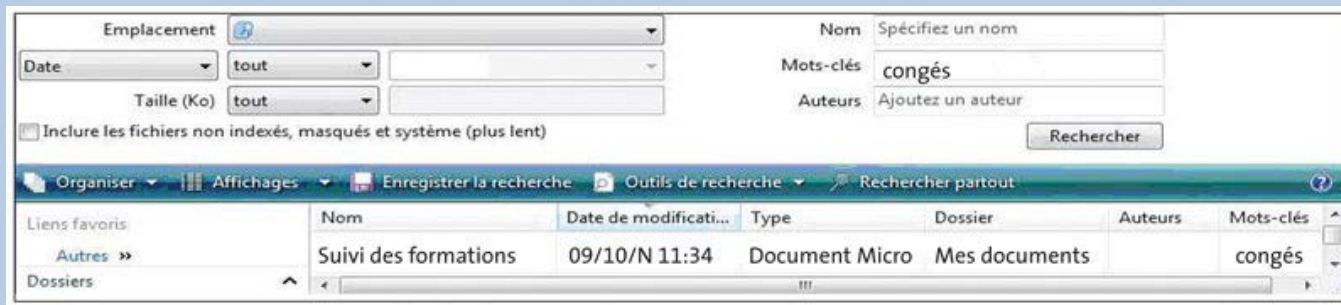 Emplacement Nom Spécifiez un nom
Date tout Mots-clés congés
Taille (Ko) tout Auteurs Ajoutez un auteur
Inclure les fichiers non indexés, masqués et système (plus lent) Rechercher
Organiser Affichages Enregistrer la recherche Outils de recherche Rechercher partout ?
Liens favoris Nom Date de modificati... Type Dossier Auteurs Mots-clés
Autres » Suivi des formations 09/10/N 11:34 Document Micro Mes documents congés
Dossiers